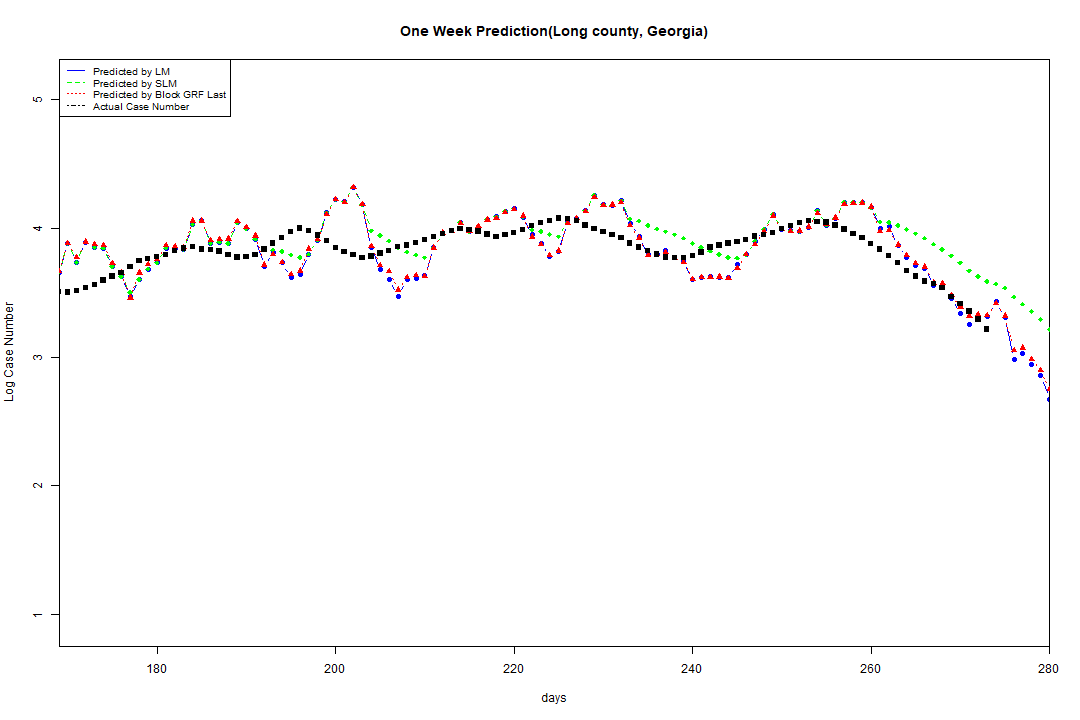 One Week Prediction(Long county, Georgia)
Predicted by LM
Predicted by SLM
Predicted by Block GRF Last
Actual Case Number
5
4
3
2
1
Log Case Number
180 200 220 240 260 280
days